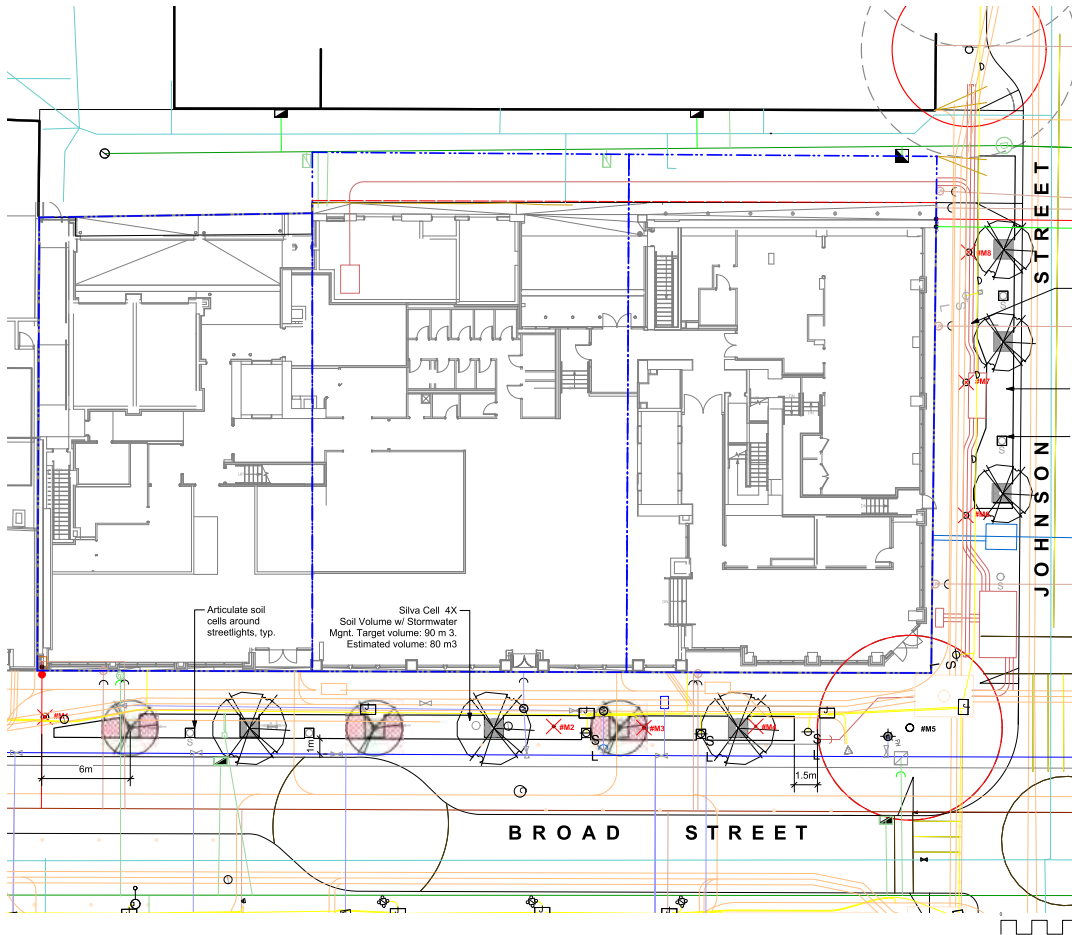 STREET
#M8
#M7
JOHNSON
Articulate soil
cells around
streetlights, typ.
Silva Cell 4X
Soil Volume w/ Stormwater
Mgnt. Target volume: 90 m 3.
Estimated volume: 80 m3
#M2
#M3
#M4
#M5
1m
6m
1.5m
BROAD STREET